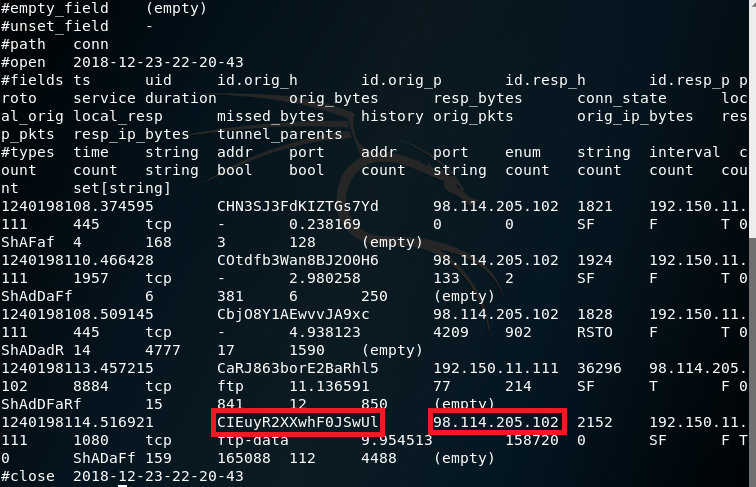 #empty_field (empty)
#unset_field -
#path conn
#open 2018-12-23-22-20-43
#fields ts uid id.orig_h id.orig_p id.resp_h id.resp_p p
roto service duration orig_bytes resp_bytes conn_state loc
al_orig local_resp missed_bytes history orig_pkts orig_ip_bytes res
p_pkts resp_ip_bytes tunnel_parents
#types time string addr port addr port enum string interval c
ount count string bool bool count string count count count cou
nt set[string]
1240198108.374595 CHN3SJ3FdKIZTGs7Yd 98.114.205.102 1821 192.150.11.
111 445 tcp - 0.238169 0 0 SF F T 0
ShAFaf 4 168 3 128 (empty)
1240198110.466428 COtdfb3Wan8BJ2O0H6 98.114.205.102 1924 192.150.11.
111 1957 tcp - 2.980258 133 2 SF F T 0
ShAdDaFf 6 381 6 250 (empty)
1240198108.509145 CbjO8Y1AEwvvJA9xc 98.114.205.102 1828 192.150.11.
111 445 tcp - 4.938123 4209 902 RSTO F T 0
ShADadR 14 4777 17 1590 (empty)
1240198113.457215 CaRJ863borE2BaRhl5 192.150.11.111 36296 98.114.205.
102 8884 tcp ftp 11.136591 77 214 SF T F 0
ShAdDFaRf 15 841 12 850 (empty)
1240198114.516921 CIEuyR2XXwhF0JSwUl 98.114.205.102 2152 192.150.11.
111 1080 tcp ftp-data 9.954513 158720 0 SF F T
0 ShADaFf 159 165088 112 4488 (empty)
#close 2018-12-23-22-20-43